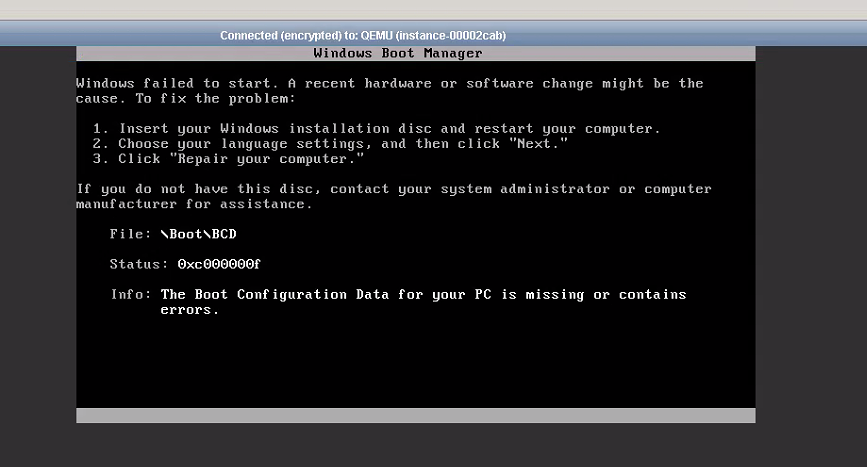 Connected (encrypted) to: QEMU (instance-00002cab)
Windows Boot Manager
Windows failed to start. A recent hardware or software change might be the
cause. To fix the problem:
1. Insert your Windows installation disc and restart your computer.
2. Choose your language settings, and then click "Next."
3. Click "Repair your computer."
If you do not have this disc, contact your system administrator or computer
manufacturer for assistance.
File: \Boot\BCD
Status: 0xc000000f
Info: The Boot Configuration Data for your PC is missing or contains
errors.